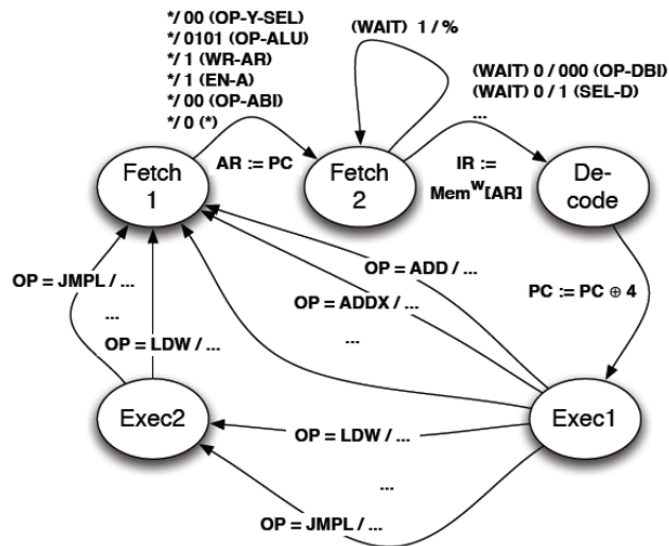 */ 00 (OP-Y-SEL)
*/ 0101 (OP-ALU)
*/ 1 (WR-AR)
*/ 1 (EN-A)
*/ 00 (OP-ABI)
*/ 0 (*)
(WAIT) 1 / %
(WAIT) 0 / 000 (OP-DBI)
(WAIT) 0 / 1 (SEL-D)
...
Fetch
1
AR := PC
Fetch
2
IR :=
Memᵂ[AR]
De-
code
OP = ADD / ...
OP = JMPL / ...
PC := PC ⊕ 4
OP = ADDX / ...
...
...
OP = LDW / ...
Exec2
OP = LDW / ...
Exec1
...
OP = JMPL / ...